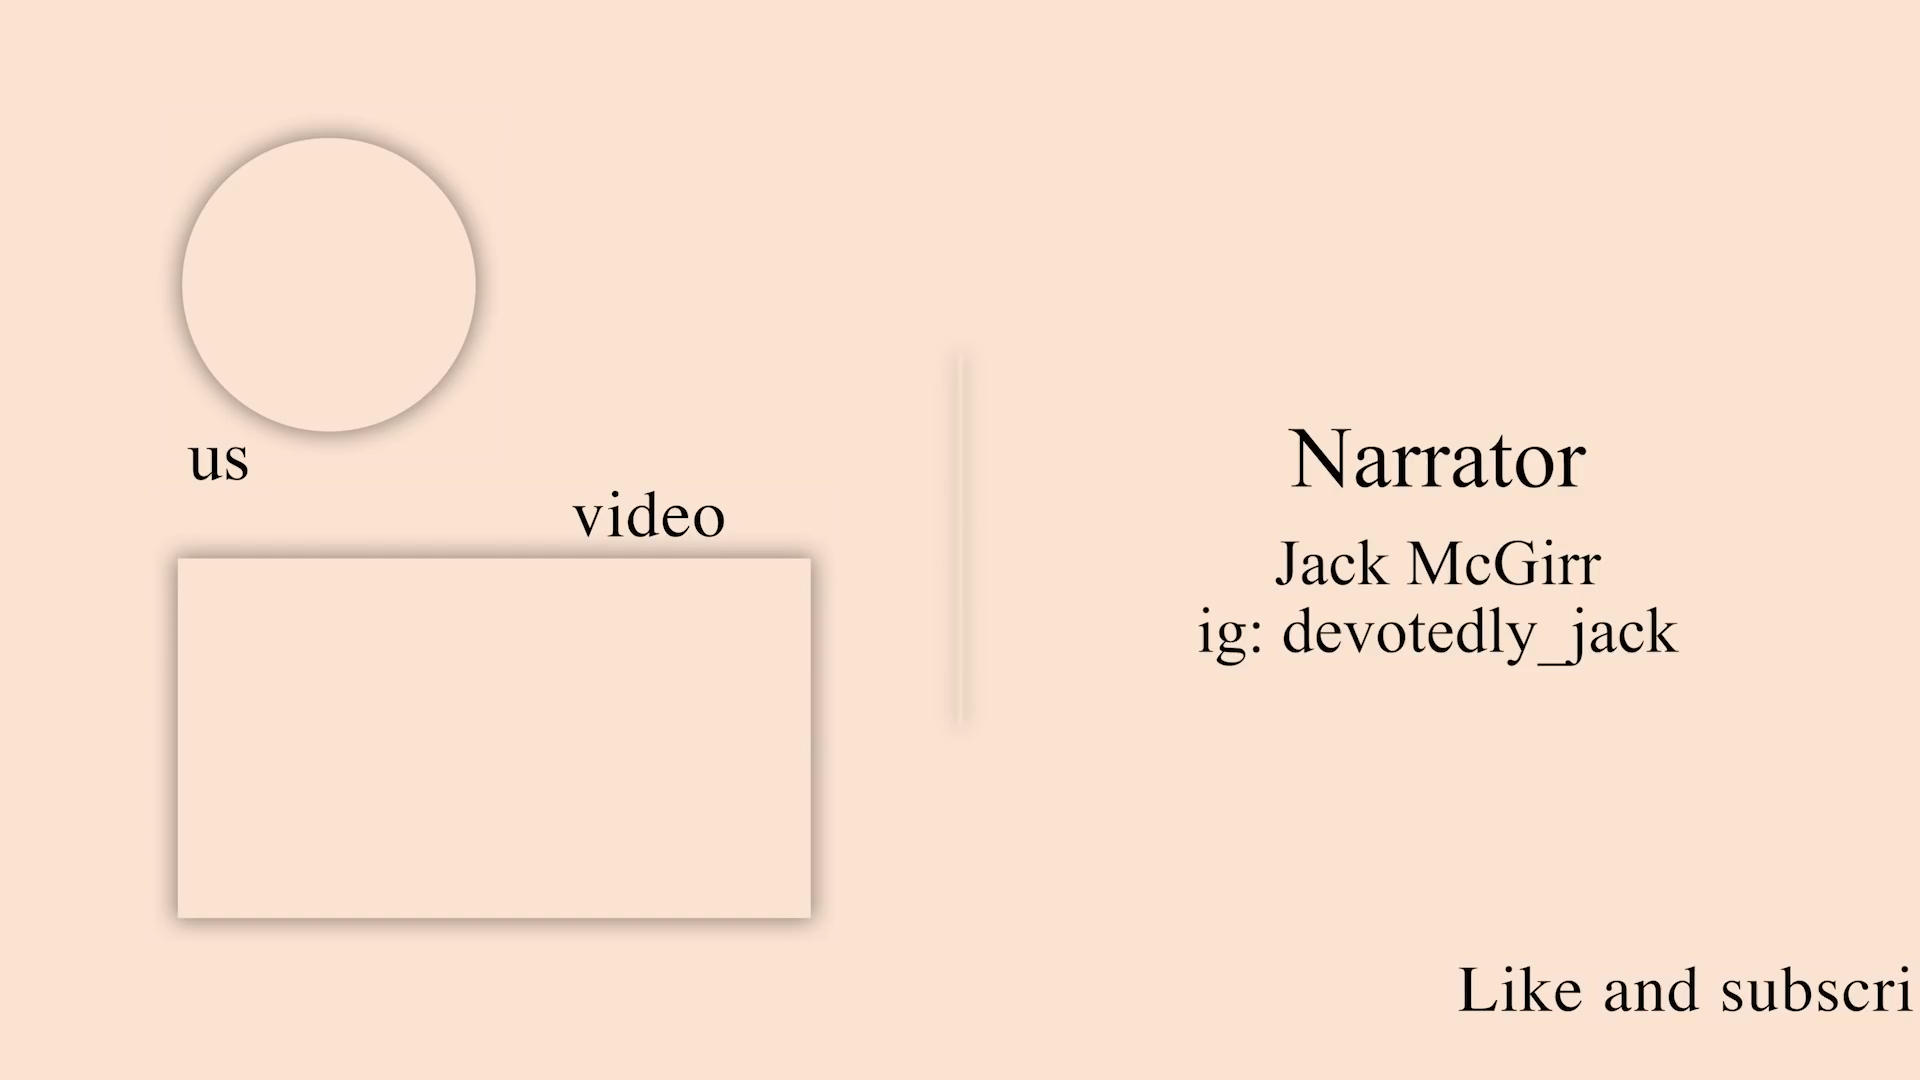 us
video
Narrator
Jack McGirr
ig: devotedly_jack
Like and subscri